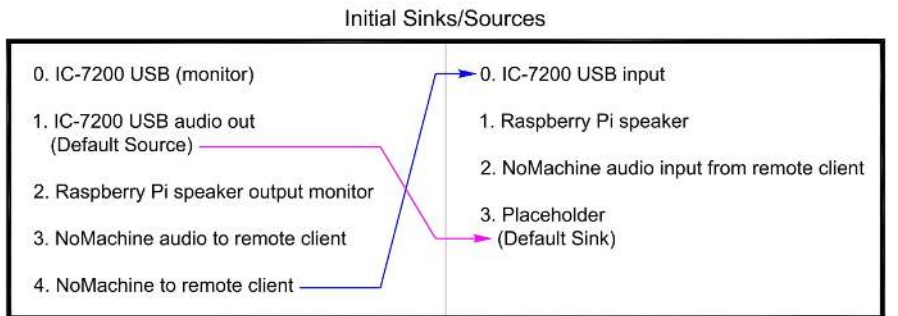 Initial Sinks/Sources
0. IC-7200 USB (monitor)
1. IC-7200 USB audio out
(Default Source)
2. Raspberry Pi speaker output monitor
3. NoMachine audio to remote client
4. NoMachine to remote client
0. IC-7200 USB input
1. Raspberry Pi speaker
2. NoMachine audio input from remote client
3. Placeholder
(Default Sink)